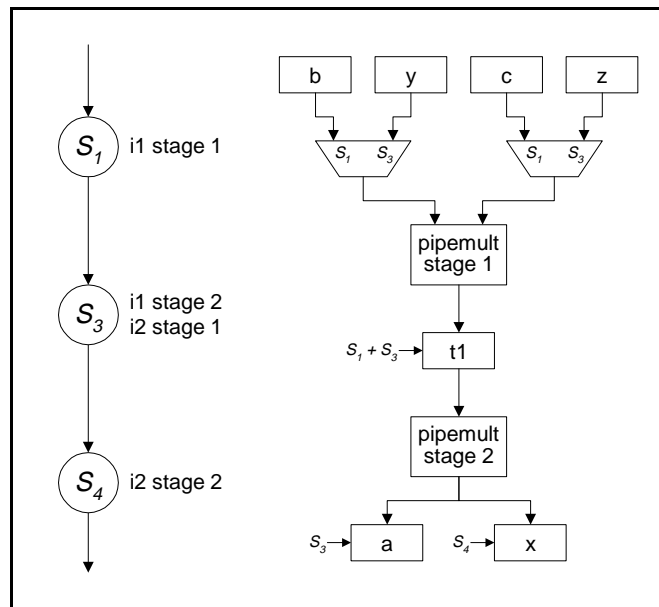 S1 i1 stage 1
S3 i1 stage 2
i2 stage 1
S4 i2 stage 2
b y c z
S1 S3 S1 S3
pipemult
stage 1
S1 + S3 t1
pipemult
stage 2
S3 a S4 x